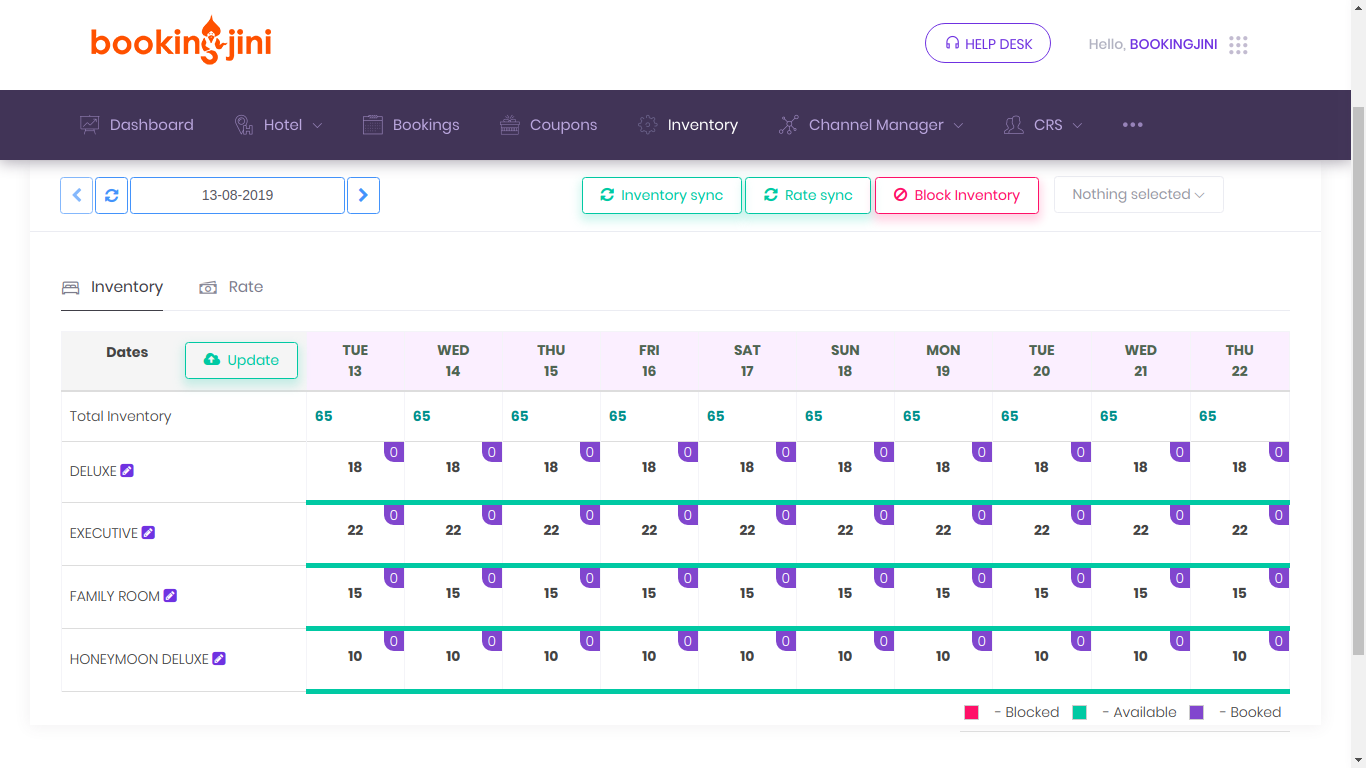 bookingjini
HELP DESK
Hello, BOOKINGJINI
Dashboard Hotel Bookings Coupons Inventory Channel Manager CRS
13-08-2019 Inventory sync Rate sync Block Inventory Nothing selected
Inventory Rate
Dates Update TUE WED THU FRI SAT SUN MON TUE WED THU
13 14 15 16 17 18 19 20 21 22
Total Inventory 65 65 65 65 65 65 65 65 65 65
0 0 0 0 0 0 0 0 0 0
DELUXE 18 18 18 18 18 18 18 18 18 18
0 0 0 0 0 0 0 0 0 0
EXECUTIVE 22 22 22 22 22 22 22 22 22 22
0 0 0 0 0 0 0 0 0 0
FAMILY ROOM 15 15 15 15 15 15 15 15 15 15
0 0 0 0 0 0 0 0 0 0
HONEYMOON DELUXE 10 10 10 10 10 10 10 10 10 10
- Blocked - Available - Booked